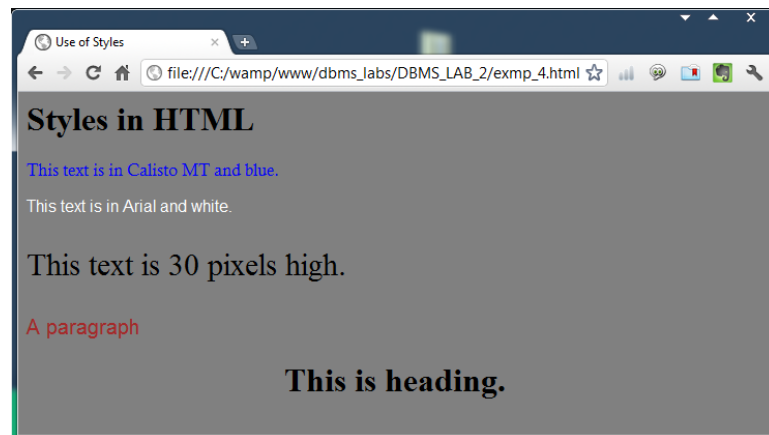 Use of Styles
file:///C:/wamp/www/dbms_labs/DBMS_LAB_2/exmp_4.html
Styles in HTML
This text is in Calisto MT and blue.
This text is in Arial and white.
This text is 30 pixels high.
A paragraph
This is heading.